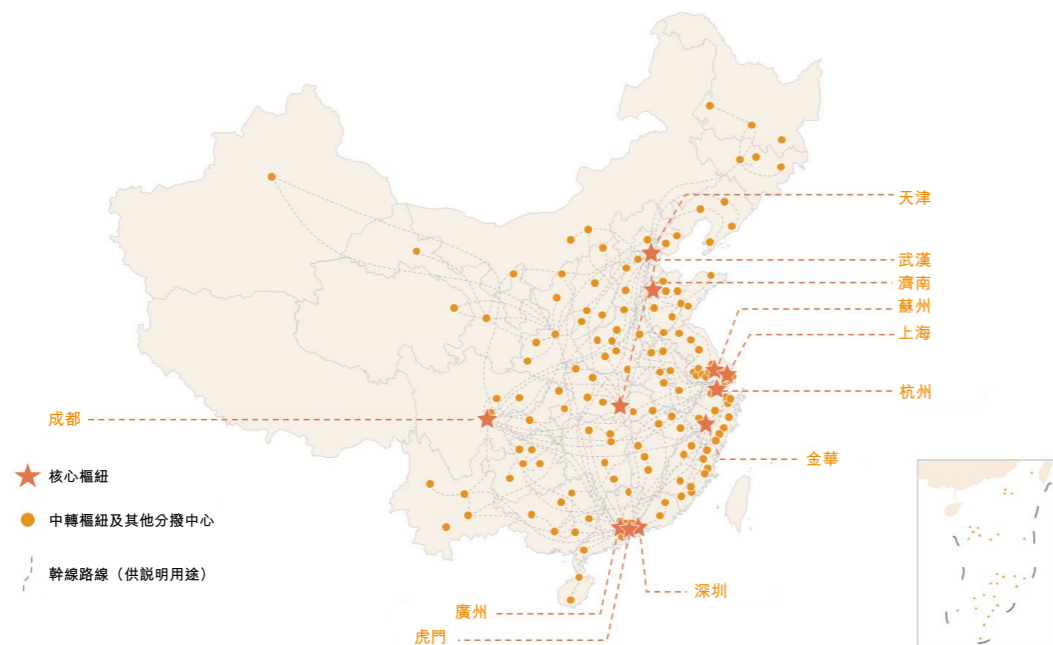 天津
武漢
濟南
蘇州
上海
杭州
成都
金華
核心樞紐
中轉樞紐及其他分撥中心
幹線路線（供説明用途）
深圳
廣州
虎門